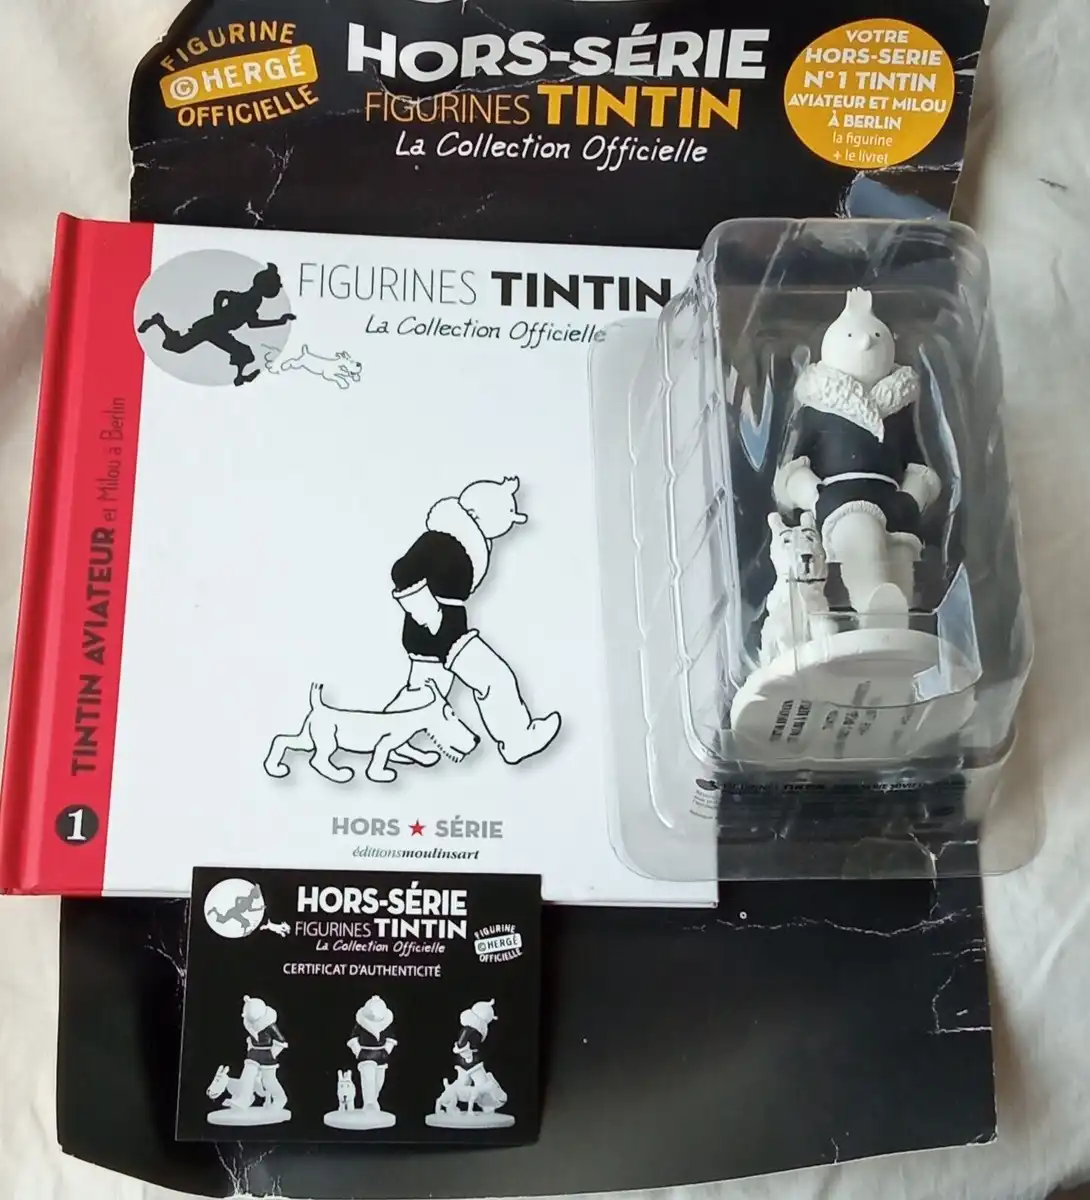 FIGURINE
©HERGÉ
OFFICIELLE
HORS-SÉRIE
FIGURINES TINTIN
La Collection Officielle
VOTRE
HORS-SERIE
N°1 TINTIN
AVIATEUR ET MILOU
À BERLIN
la figurine
+ le livret
FIGURINES TINTIN
La Collection Officielle
TINTIN AVIATEUR et Milou à Berlin
1
HORS ★ SÉRIE
éditionsmoulinsart
HORS-SÉRIE
FIGURINES TINTIN
La Collection Officielle
FIGURINE
©HERGÉ
OFFICIELLE
CERTIFICAT D'AUTHENTICITÉ